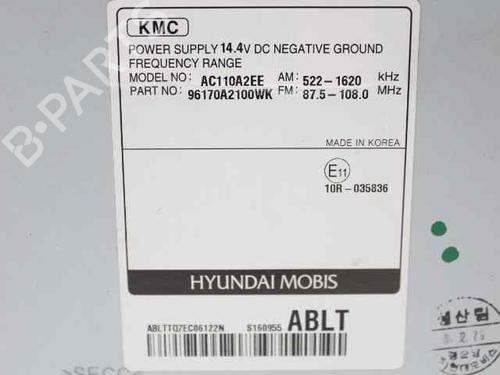 KMC
POWER SUPPLY 14.4V DC NEGATIVE GROUND
FREQUENCY RANGE
MODEL NO: AC110A2EE AM: 522-1620 kHz
PART NO: 96170A2100WK FM: 87.5-108.0 MHz
MADE IN KOREA
E11
10R-035836
HYUNDAI MOBIS
ABLTTQ7EC06122N S160955 ABLT
B-PARTS